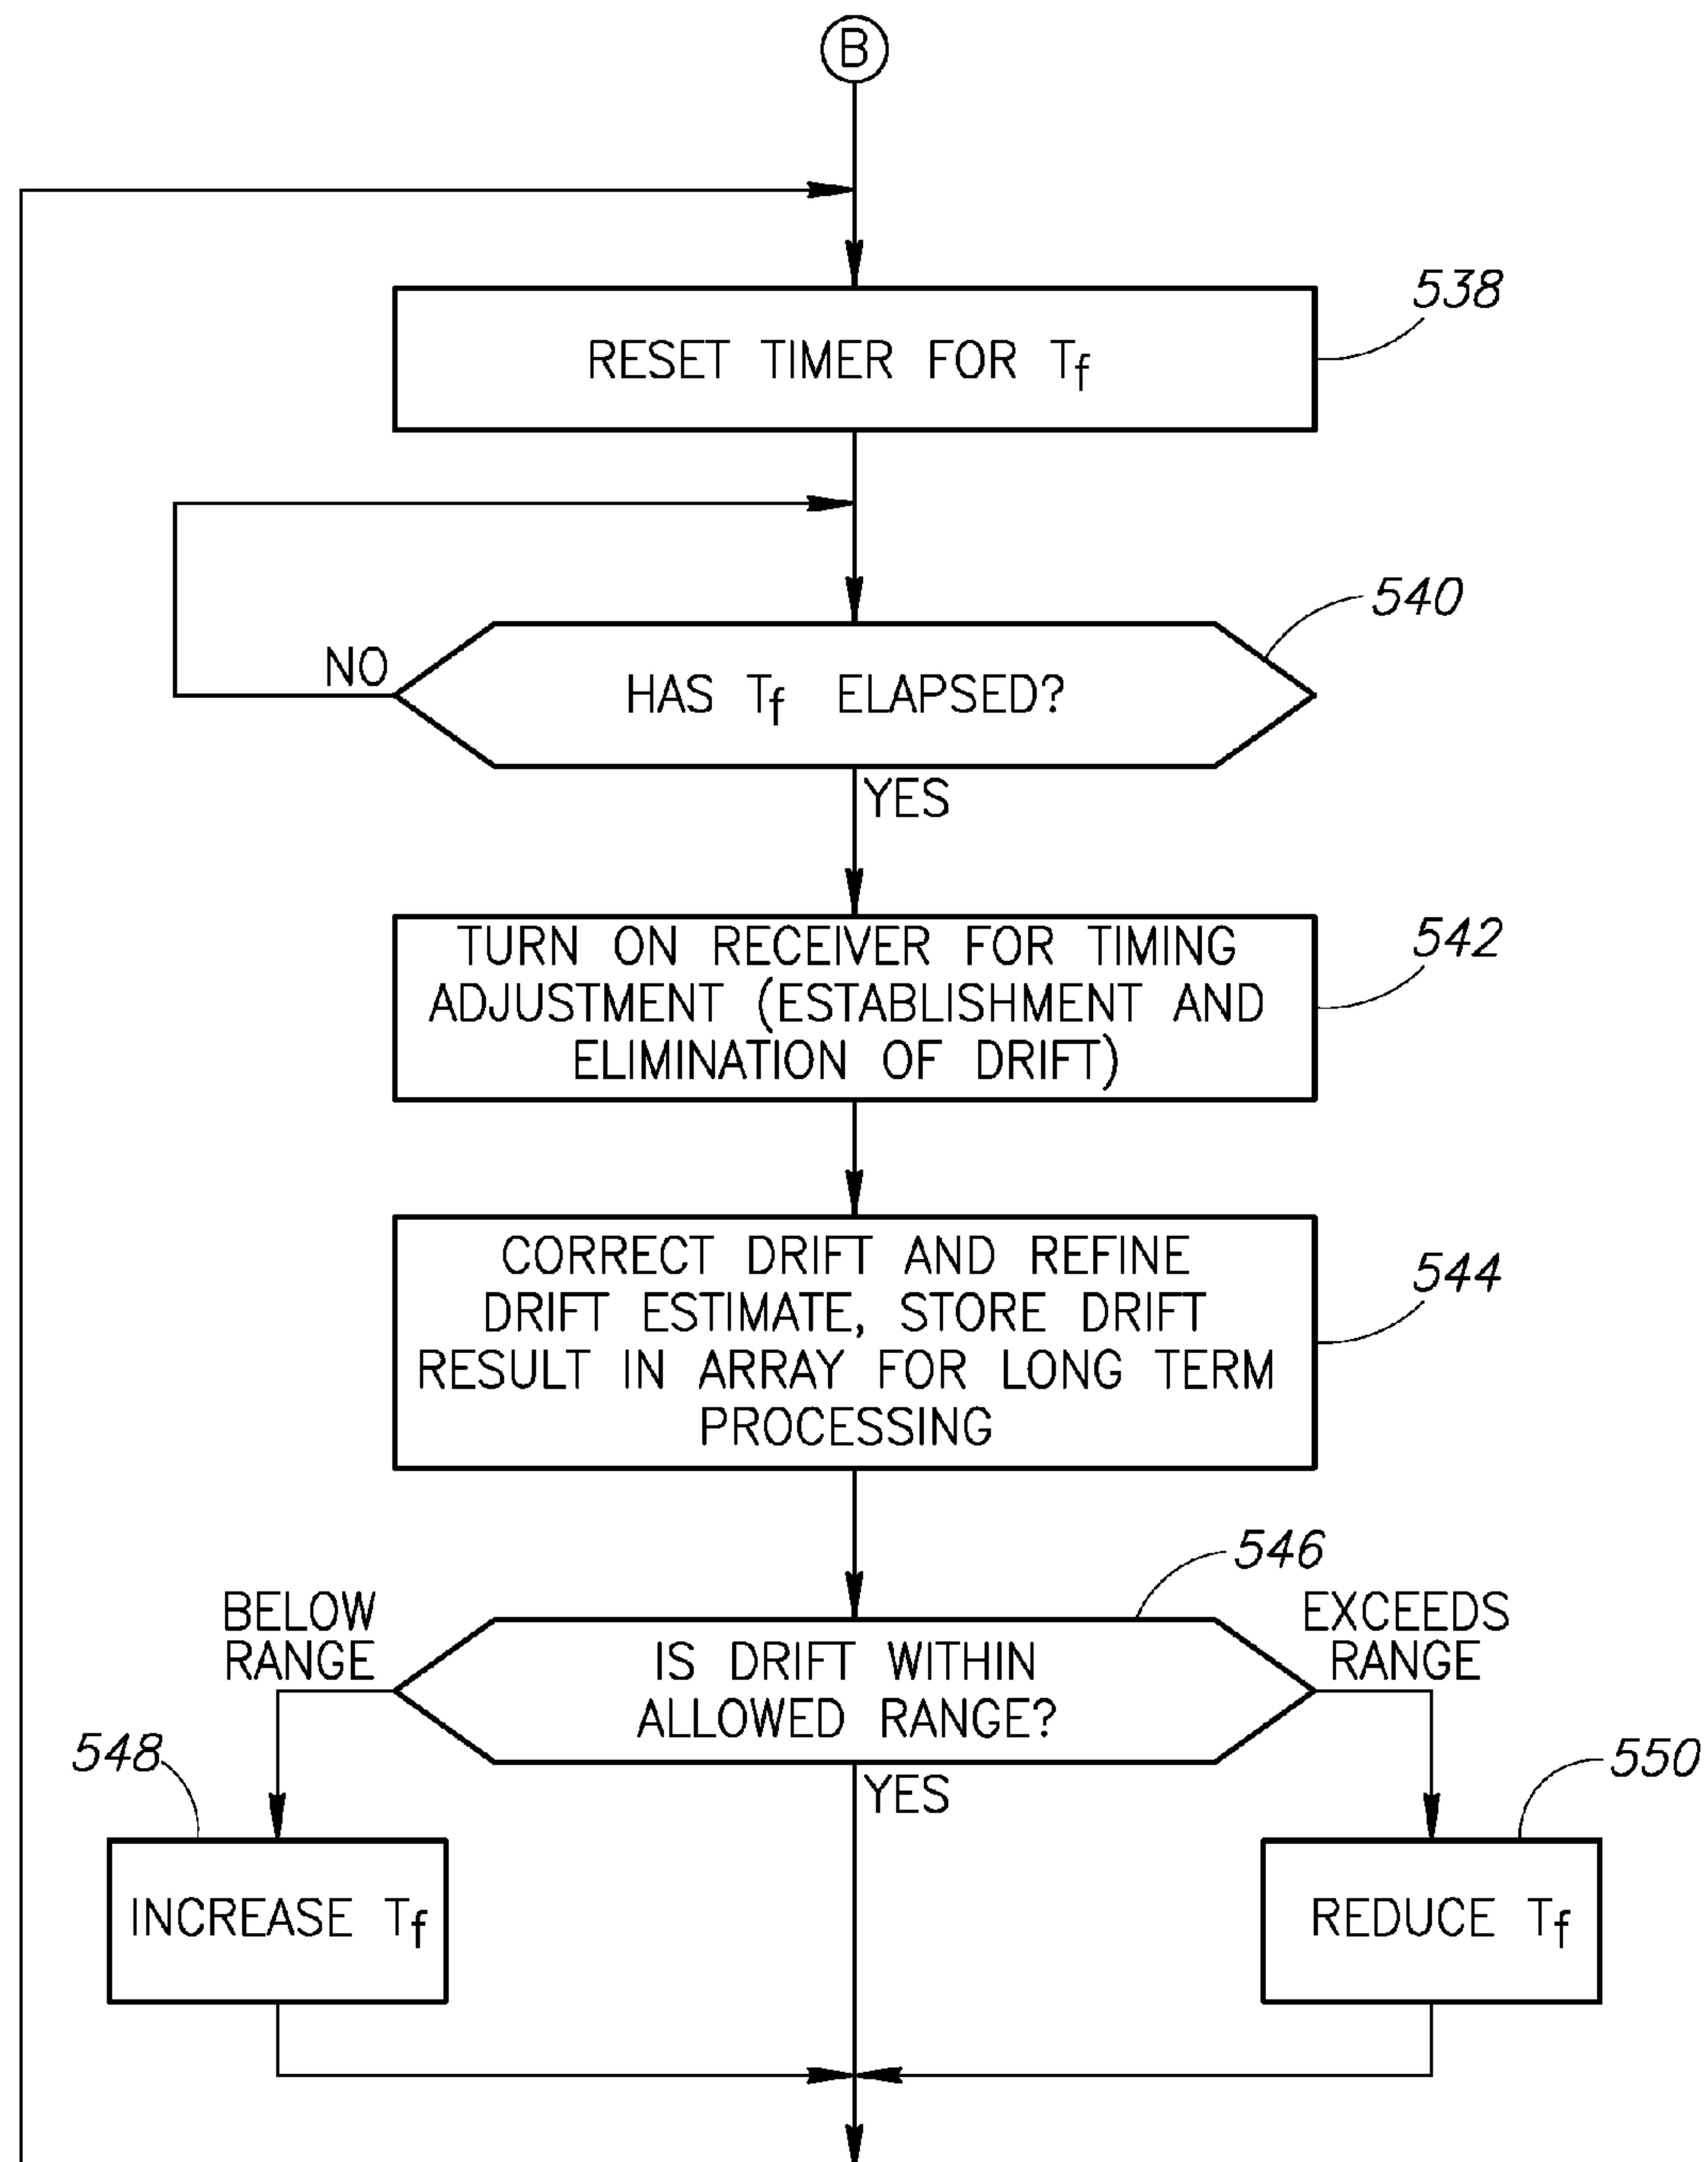 B
538
RESET TIMER FOR Tf
540
NO
HAS Tf ELAPSED?
YES
542
TURN ON RECEIVER FOR TIMING
ADJUSTMENT (ESTABLISHMENT AND
ELIMINATION OF DRIFT)
544
CORRECT DRIFT AND REFINE
DRIFT ESTIMATE, STORE DRIFT
RESULT IN ARRAY FOR LONG TERM
PROCESSING
546
BELOW
RANGE
IS DRIFT WITHIN
ALLOWED RANGE?
EXCEEDS
RANGE
548
YES
550
INCREASE Tf
REDUCE Tf